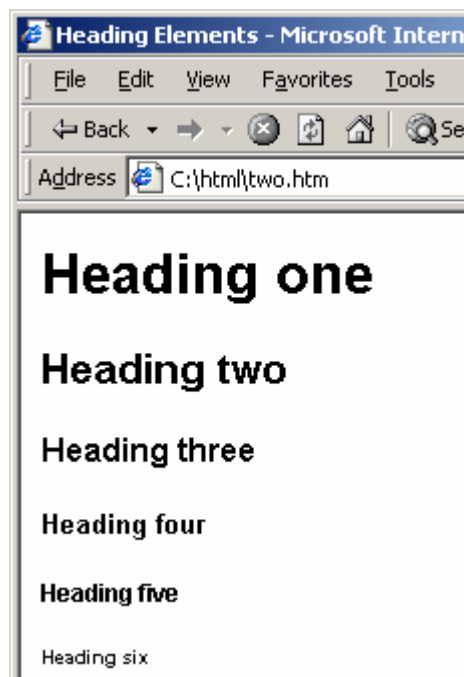 Heading Elements - Microsoft Intern
File Edit View Favorites Tools
Back Se
Address C:\html\two.htm
Heading one
Heading two
Heading three
Heading four
Heading five
Heading six